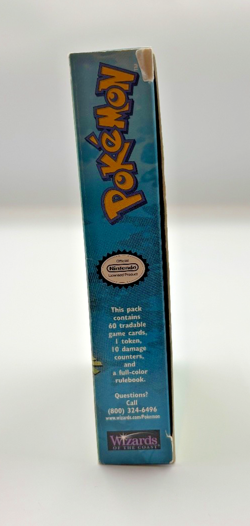 POKéMON
Official
Nintendo
Licensed Product
This pack
contains
60 tradable
game cards,
1 token,
10 damage
counters,
and
a full-color
rulebook.
Questions?
Call
(800) 324-6496
www.wizards.com/Pokemon
Wizards
OF THE COAST